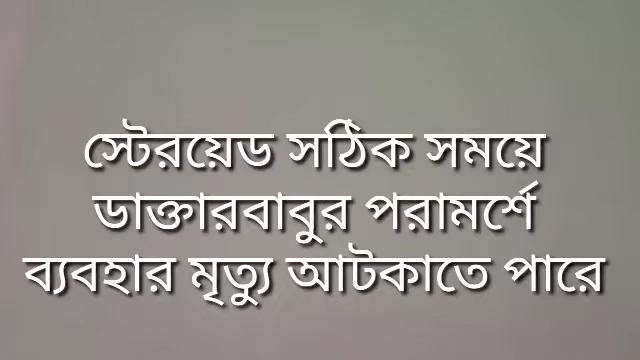 স্টেরয়েড সঠিক সময়ে
ডাক্তারবাবুর পরামর্শে
ব্যবহার মৃত্যু আটকাতে পারে